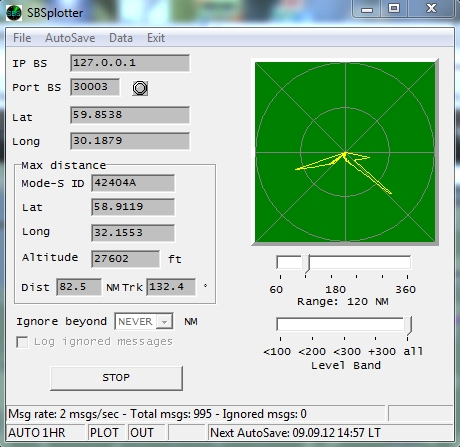 SBSplotter
File AutoSave Data Exit
IP BS 127.0.0.1
Port BS 30003
Lat 59.8538
Long 30.1879
Max distance
Mode-S ID 42404A
Lat 58.9119
Long 32.1553
Altitude 27602 ft
Dist 82.5 NM Trk 132.4 °
Ignore beyond NEVER NM
Log ignored messages
STOP
60 180 360
Range: 120 NM
<100 <200 <300 +300 all
Level Band
Msg rate: 2 msgs/sec - Total msgs: 995 - Ignored msgs: 0
AUTO 1HR PLOT OUT Next AutoSave: 09.09.12 14:57 LT